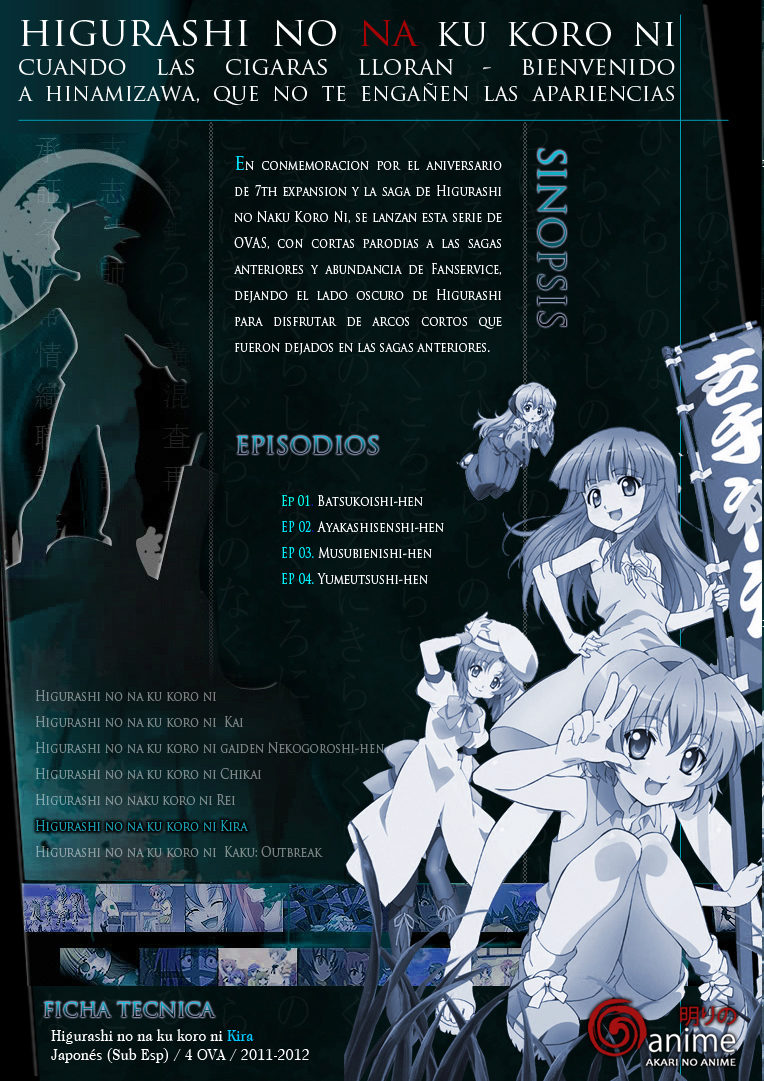 HIGURASHI NO NA KU KORO NI
CUANDO LAS CIGARAS LLORAN - BIENVENIDO
A HINAMIZAWA, QUE NO TE ENGAÑEN LAS APARIENCIAS
SINOPSIS
En conmemoracion por el aniversario
de 7th expansion y la saga de Higurashi
no Naku Koro Ni, se lanzan esta serie de
OVAS, con cortas parodias a las sagas
anteriores y abundancia de Fanservice,
dejando el lado oscuro de Higurashi
para disfrutar de arcos cortos que
fueron dejados en las sagas anteriores.
EPISODIOS
Ep 01 Batsukoishi-hen
EP 02 Ayakashisenshi-hen
EP 03. Musubienishi-hen
EP 04. Yumeutsushi-hen
古手神社
Higurashi no na ku koro ni
Higurashi no na ku koro ni Kai
Higurashi no na ku koro ni gaiden Nekogoroshi-hen
Higurashi no na ku koro ni Chikai
Higurashi no naku koro ni Rei
Higurashi no na ku koro ni Kira
Higurashi no na ku koro ni Kaku: Outbreak
FICHA TECNICA
Higurashi no na ku koro ni Kira
Japonés (Sub Esp) / 4 OVA / 2011-2012
明りの
anime
AKARI NO ANIME